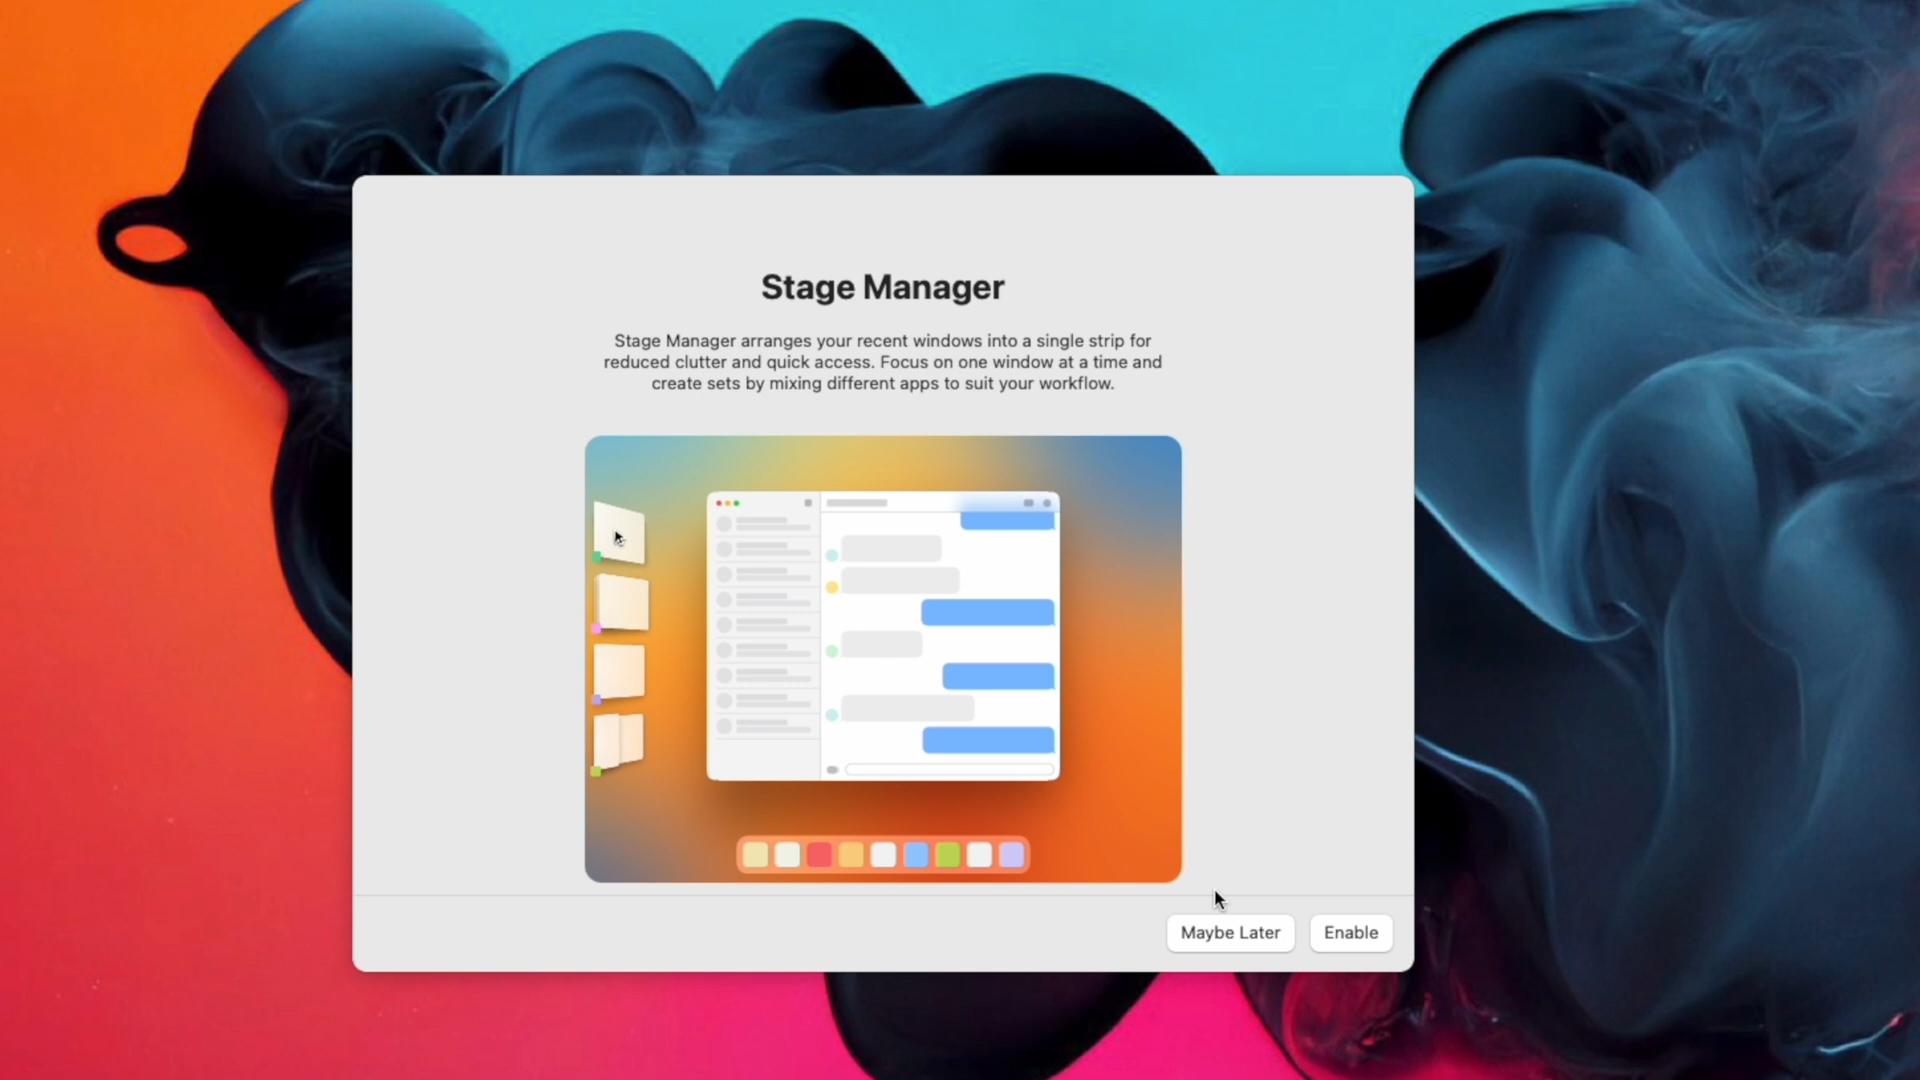 Stage Manager
Stage Manager arranges your recent windows into a single strip for
reduced clutter and quick access. Focus on one window at a time and
create sets by mixing different apps to suit your workflow.
Maybe Later
Enable